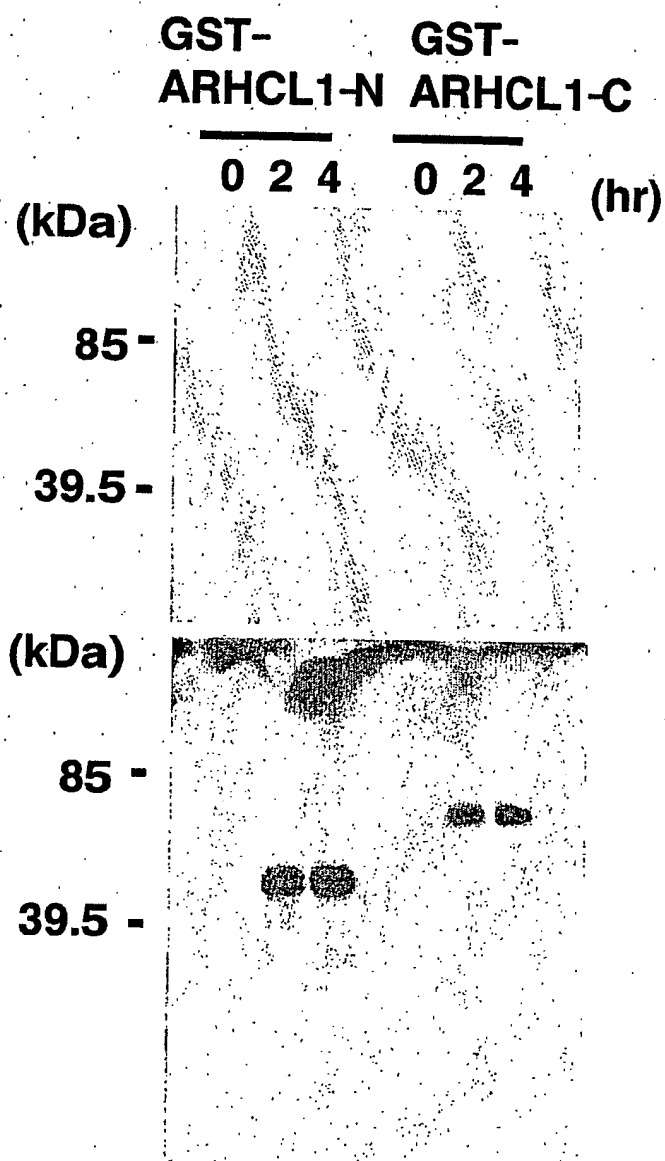 GST- GST-
ARHCL1-N ARHCL1-C
0 2 4 0 2 4 (hr)
(kDa)
85 -
39.5 -
(kDa)
85 -
39.5 -